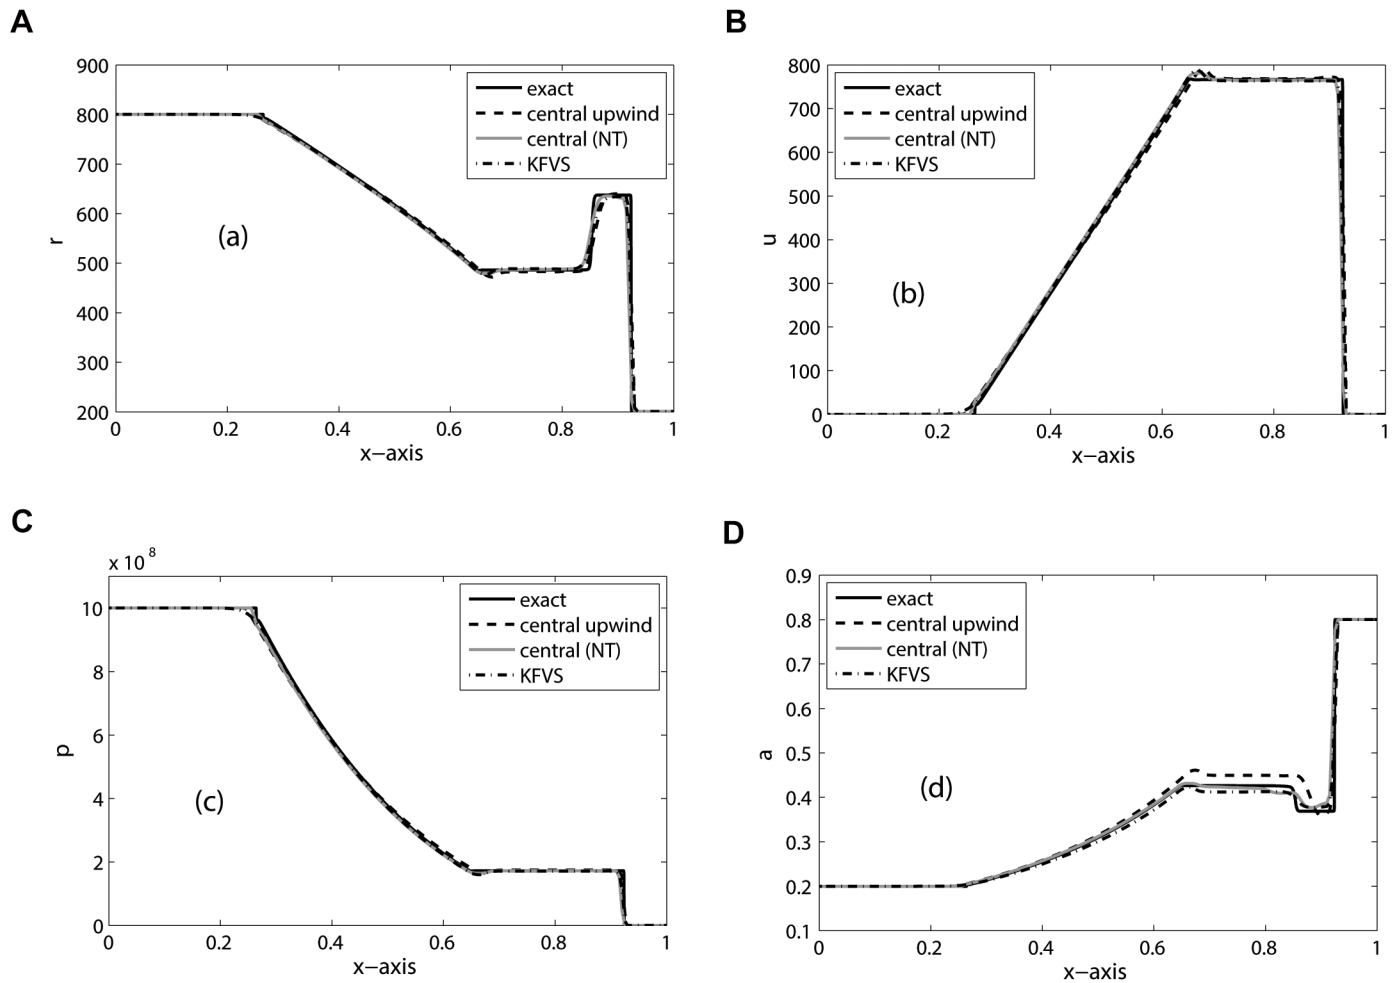 A
900
800
700
600
500
400
300
200
r
0
0.2
0.4
0.6
0.8
1
x−axis
exact
central upwind
central (NT)
KFVS
(a)
B
800
700
600
500
400
300
200
100
0
u
0
0.2
0.4
0.6
0.8
1
x−axis
exact
central upwind
central (NT)
KFVS
(b)
C
x 10 8
10
8
6
4
2
0
p
0
0.2
0.4
0.6
0.8
1
x−axis
exact
central upwind
central (NT)
KFVS
(c)
D
0.9
0.8
0.7
0.6
0.5
0.4
0.3
0.2
0.1
a
0
0.2
0.4
0.6
0.8
1
x−axis
exact
central upwind
central (NT)
KFVS
(d)